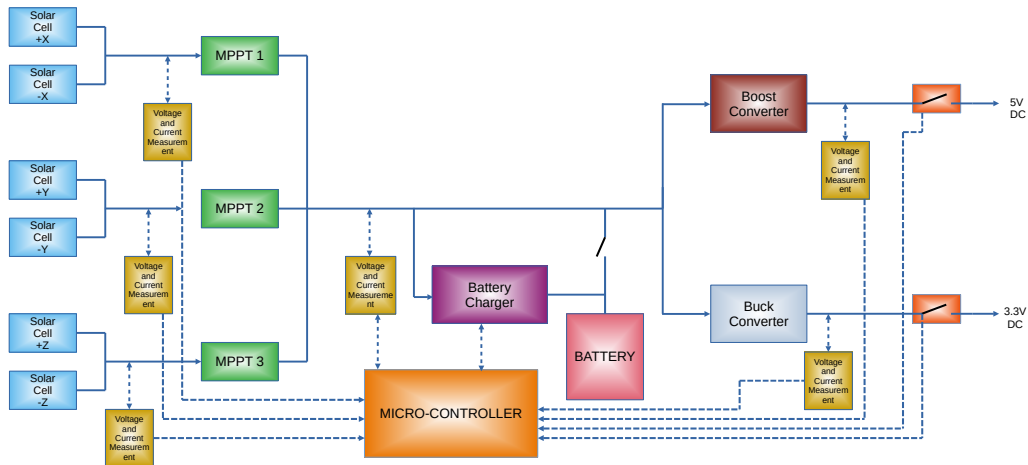 Solar
Cell
+X
Solar
Cell
-X
MPPT 1
Voltage
and
Current
Measurem
ent
Solar
Cell
+Y
Solar
Cell
-Y
MPPT 2
Voltage
and
Current
Measurem
ent
Solar
Cell
+Z
Solar
Cell
-Z
MPPT 3
Voltage
and
Current
Measurem
ent
Voltage
and
Current
Measureme
nt
Battery
Charger
BATTERY
MICRO-CONTROLLER
Boost
Converter
Voltage
and
Current
Measurem
ent
5V
DC
Buck
Converter
Voltage
and
Current
Measurem
ent
3.3V
DC